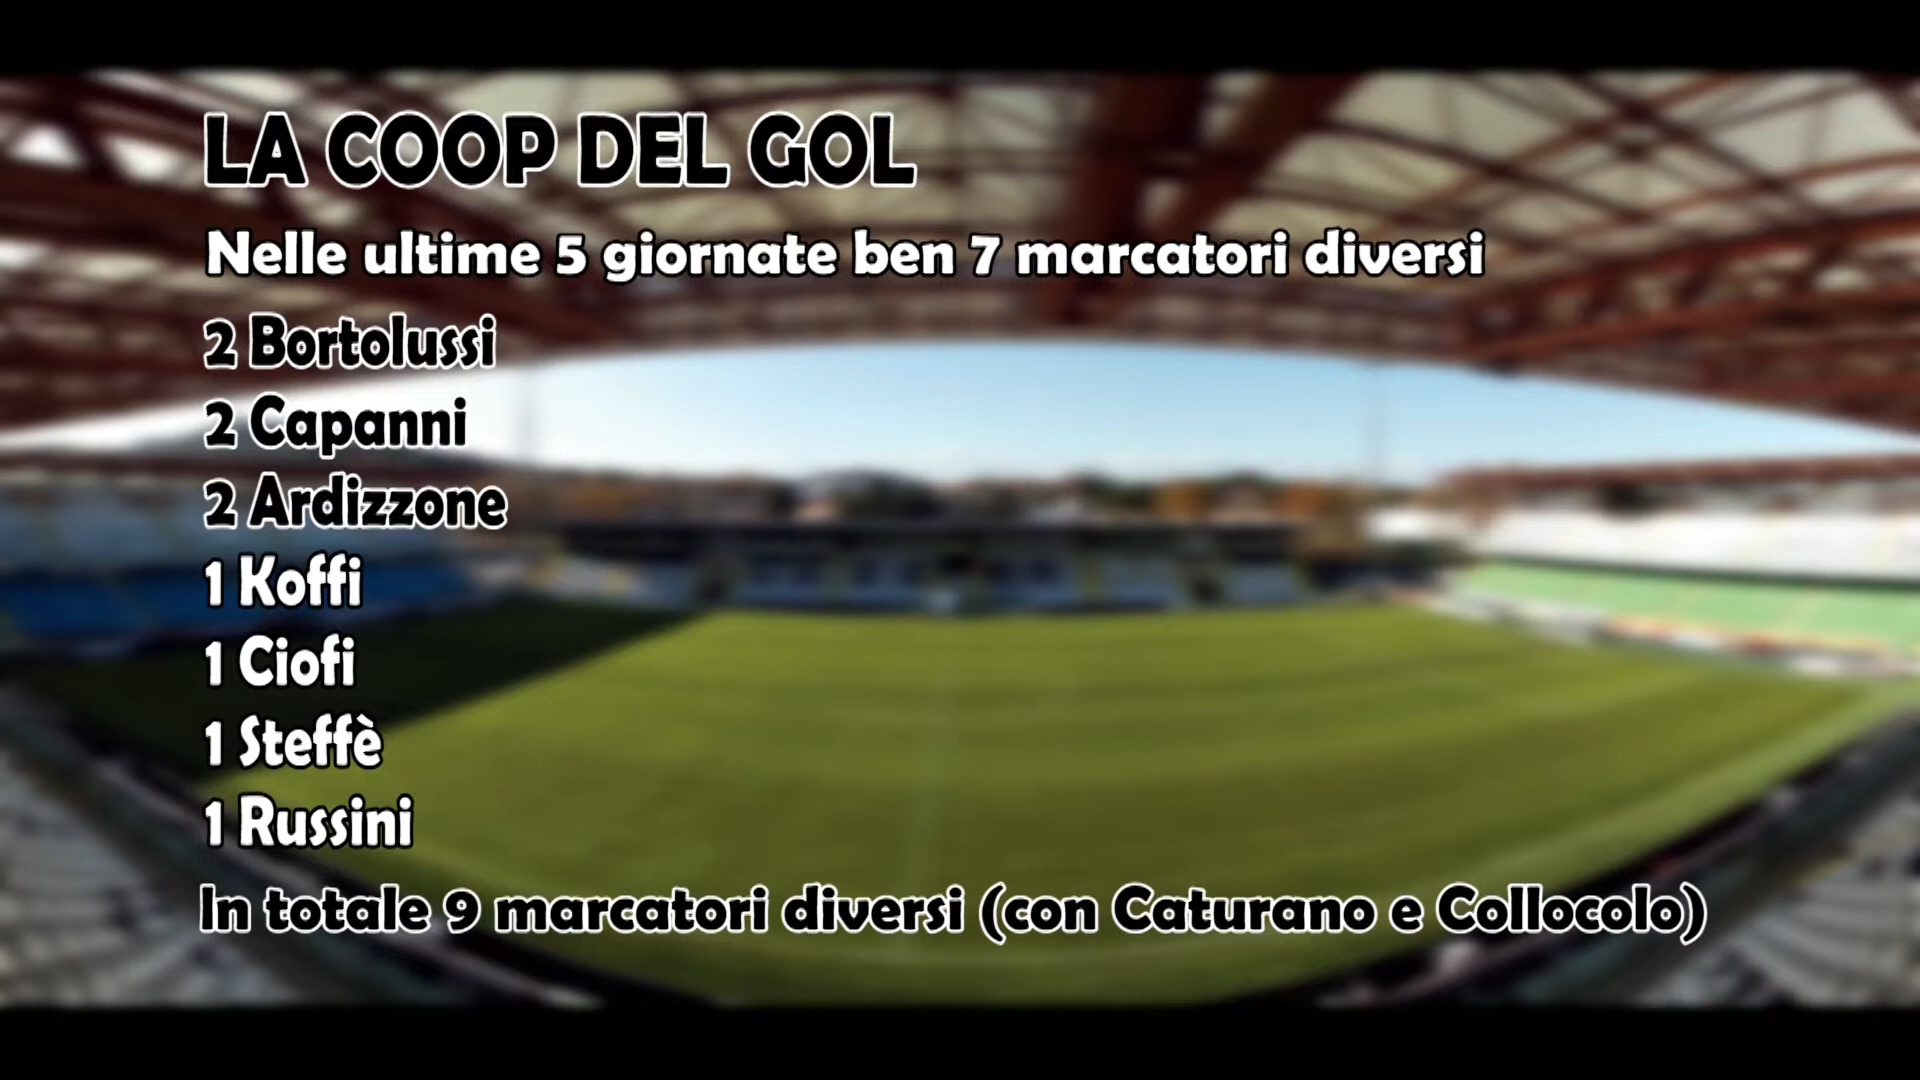 LA COOP DEL GOL
Nelle ultime 5 giornate ben 7 marcatori diversi
2 Bortolussi
2 Capanni
2 Ardizzone
1 Koffi
1 Ciofi
1 Steffè
1 Russini
In totale 9 marcatori diversi (con Caturano e Collocolo)